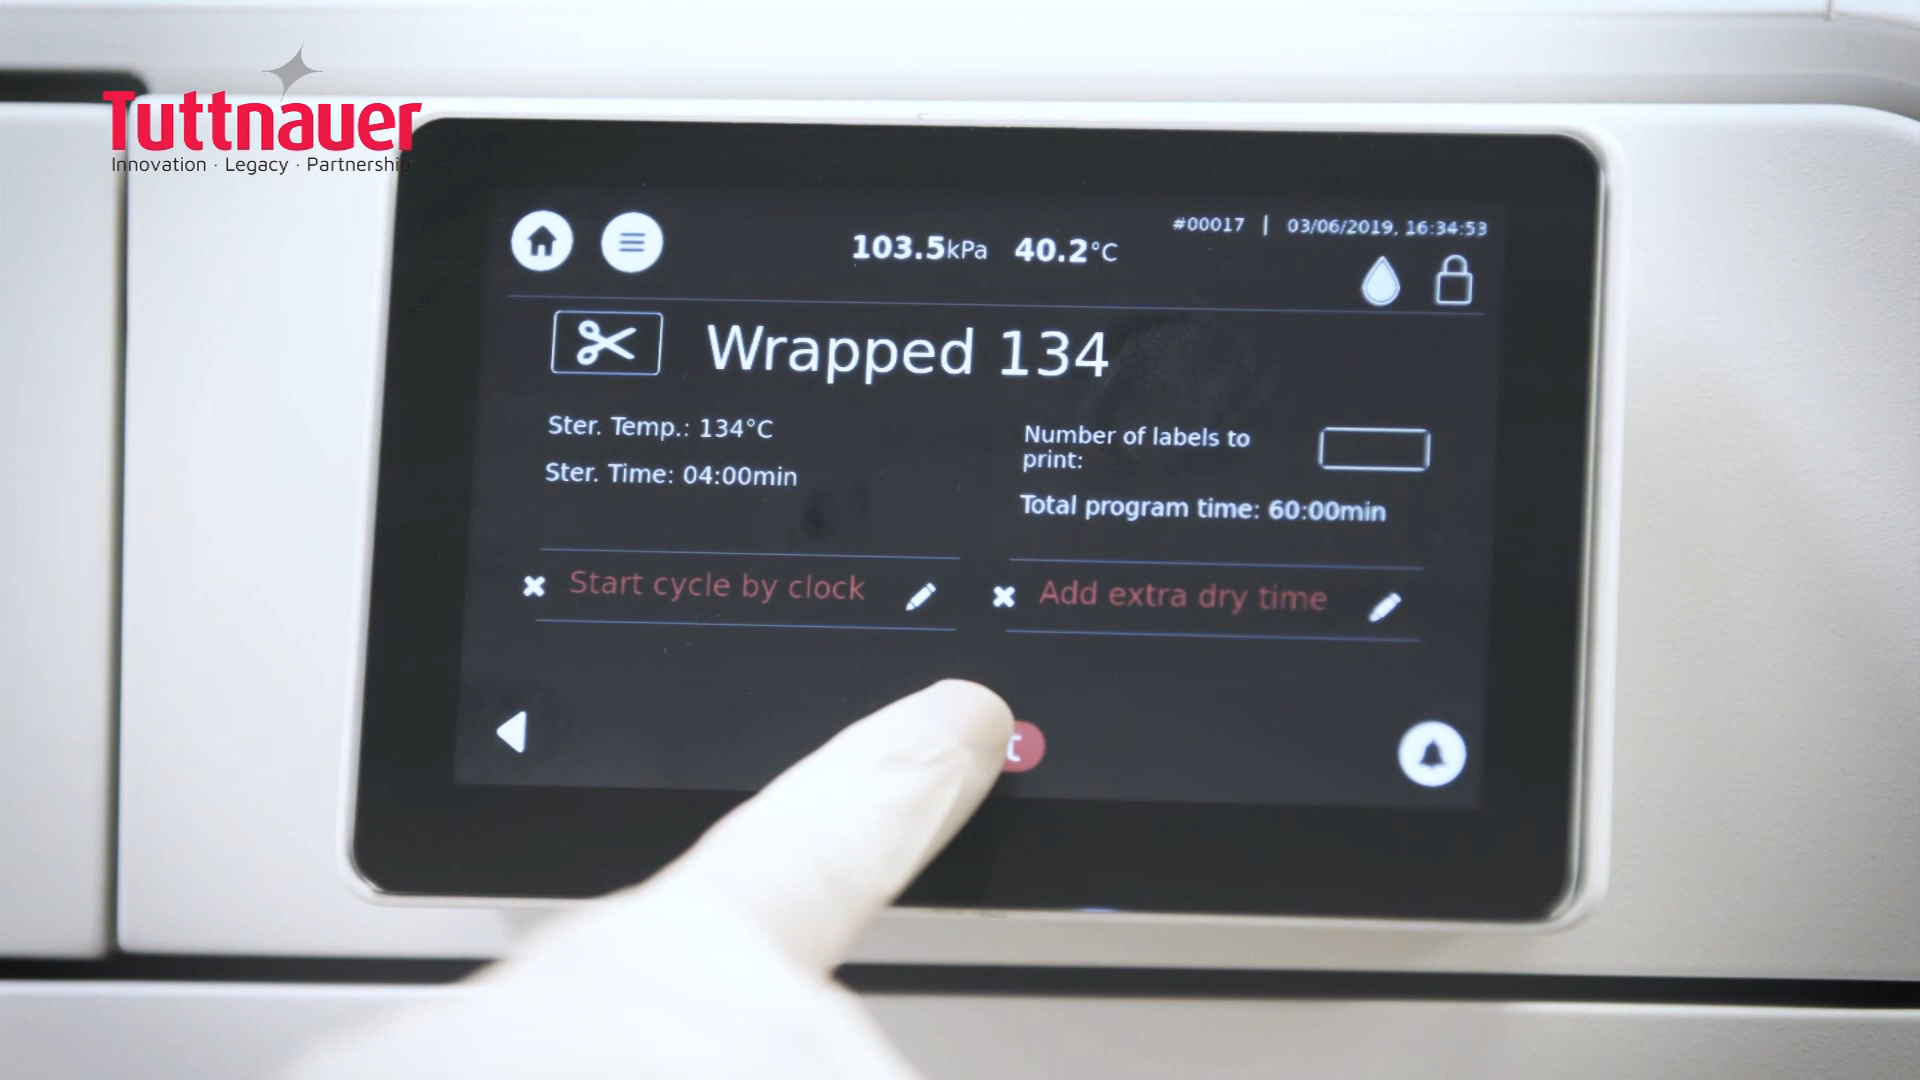 Tuttnauer
Innovation · Legacy · Partnership
#00017 | 03/06/2019, 16:34:53
103.5kPa 40.2°C
Wrapped 134
Ster. Temp.: 134°C
Ster. Time: 04:00min
Number of labels to
print:
Total program time: 60:00min
Start cycle by clock
Add extra dry time